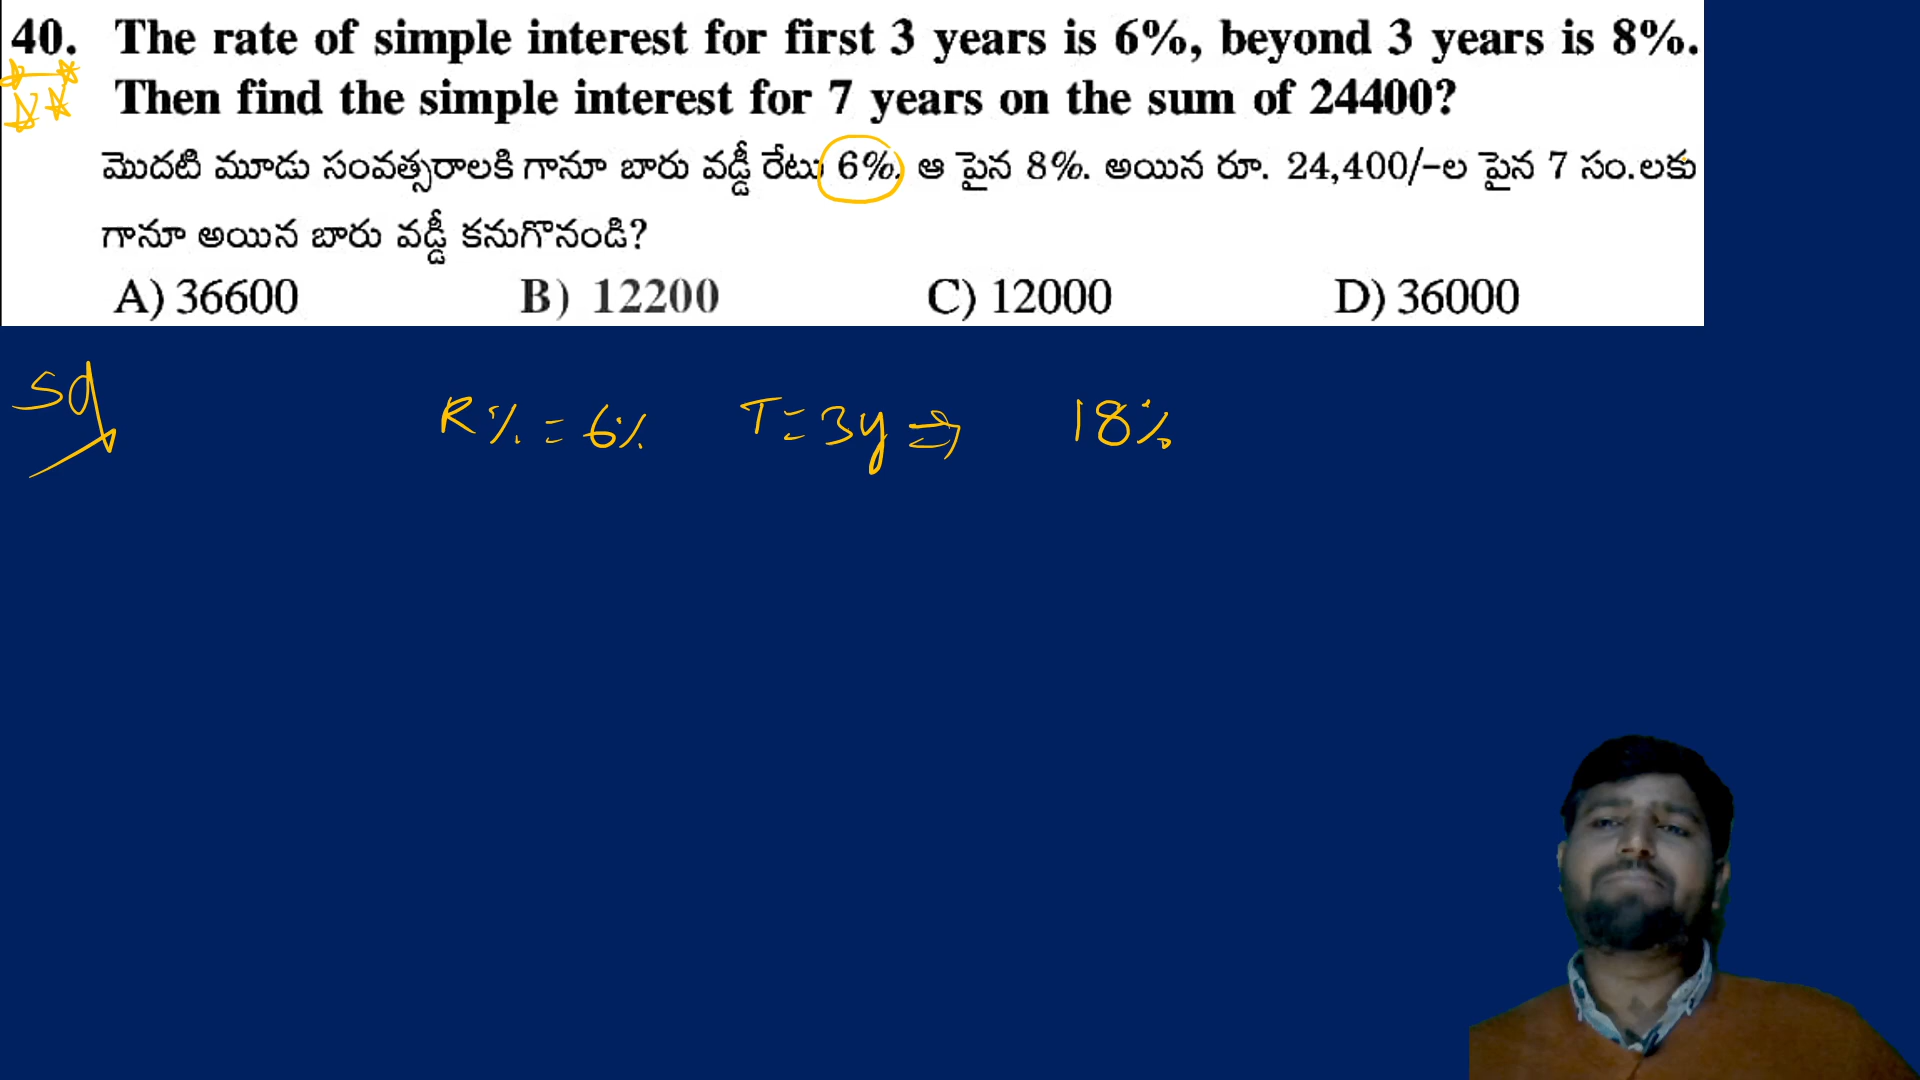 40. The rate of simple interest for first 3 years is 6%, beyond 3 years is 8%.
Then find the simple interest for 7 years on the sum of 24400?
మొదటి మూడు సంవత్సరాలకి గానూ బారు వడ్డీ రేటు 6%. ఆ పైన 8%. అయిన రూ. 24,400/-ల పైన 7 సం.లకు
గానూ అయిన బారు వడ్డీ కనుగొనండి?
A) 36600 B) 12200 C) 12000 D) 36000
R% = 6% T=3y ⇒ 18%